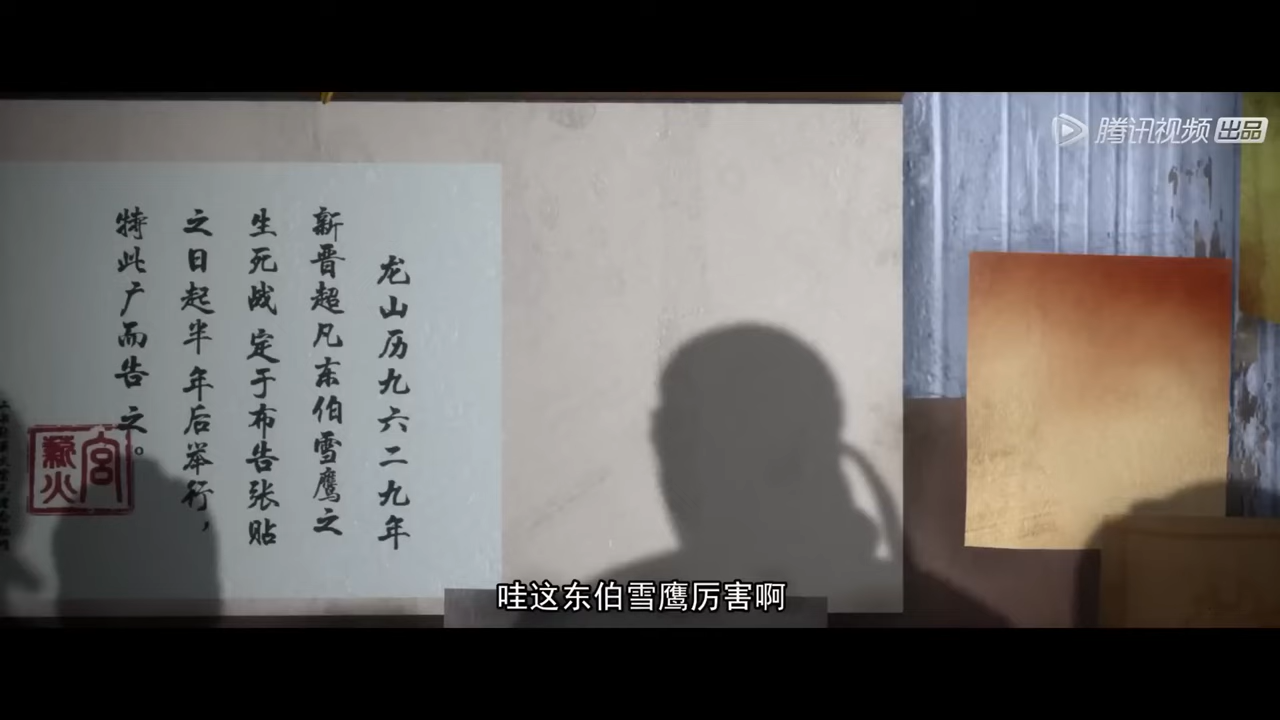 腾讯视频 出品
龙山历九六二九年
新晋超凡东伯雪鹰之
生死战定于布告张贴
之日起半年后举行，
特此广而告之。
薪火宫
哇这东伯雪鹰厉害啊